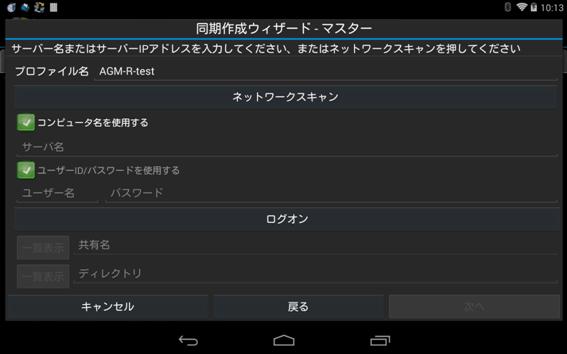 10:13
同期作成ウィザード - マスター
サーバー名またはサーバーIPアドレスを入力してください、またはネットワークスキャンを押してください
プロファイル名 AGM-R-test
ネットワークスキャン
コンピュータ名を使用する
サーバ名
ユーザーID/パスワードを使用する
ユーザー名 パスワード
ログオン
一覧表示 共有名
一覧表示 ディレクトリ
キャンセル 戻る 次へ